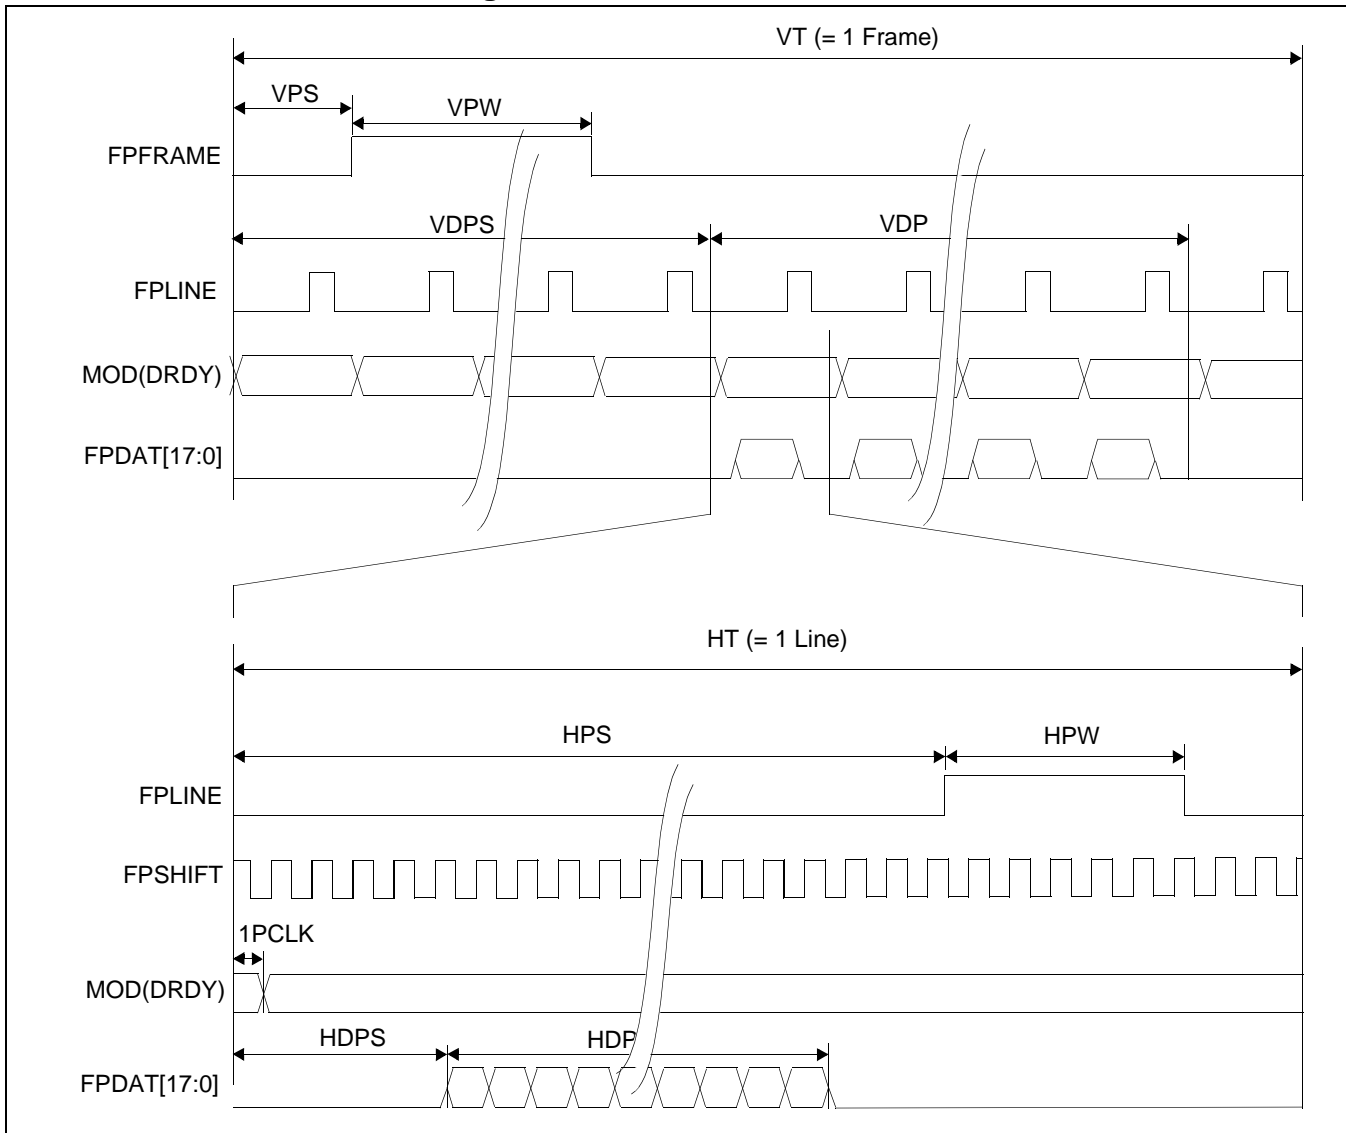 VT (= 1 Frame)
VPS
VPW
FPFRAME
VDPS
VDP
FPLINE
MOD(DRDY)
FPDAT[17:0]
HT (= 1 Line)
HPS
HPW
FPLINE
FPSHIFT
1PCLK
MOD(DRDY)
HDPS
HDP
FPDAT[17:0]